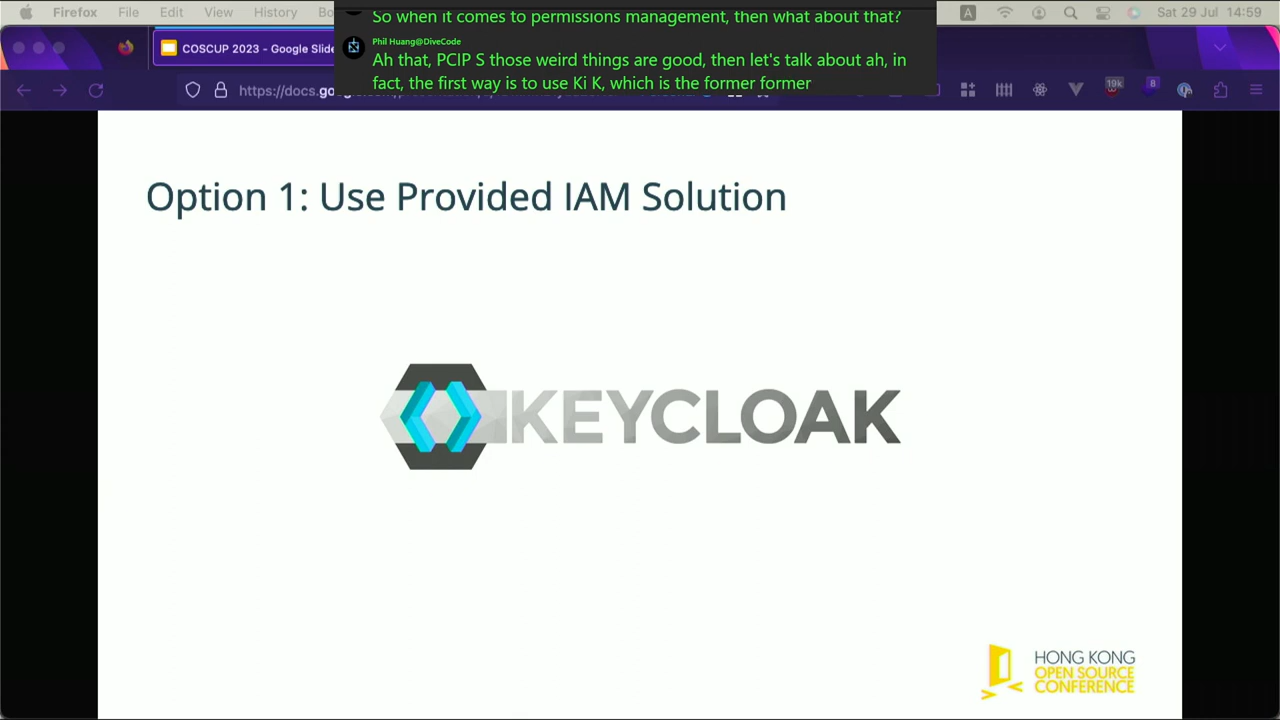 Firefox File Edit View History Bo
A Sat 29 Jul 14:59
So when it comes to permissions management, then what about that?
Phil Huang@DiveCode
Ah that, PCIP S those weird things are good, then let's talk about ah, in
fact, the first way is to use Ki K, which is the former former
COSCUP 2023 - Google Slide
https://docs.go
19k 8
Option 1: Use Provided IAM Solution
KEYCLOAK
HONG KONG
OPEN SOURCE
CONFERENCE